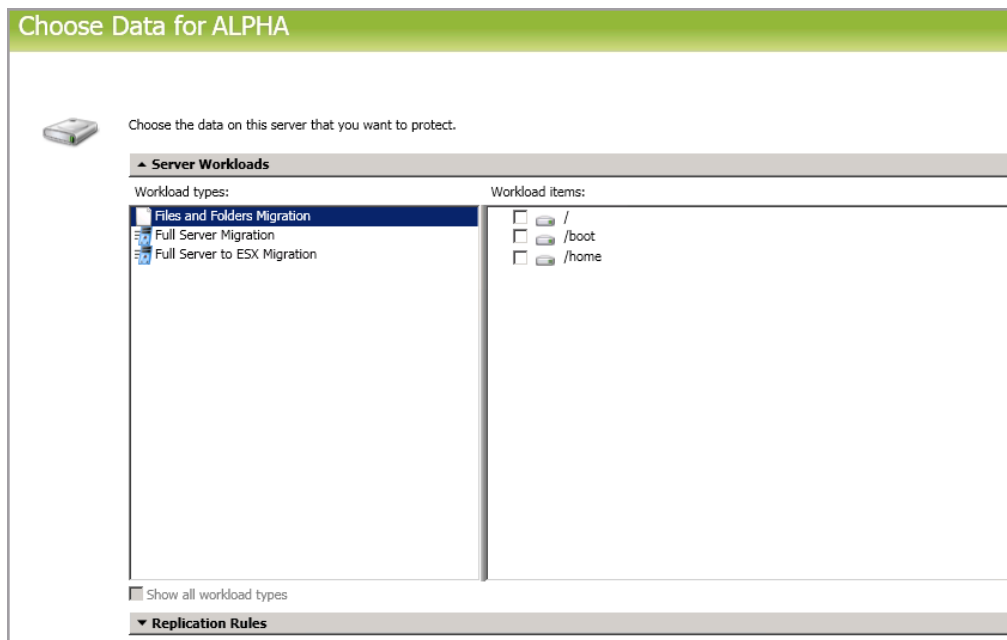 Choose Data for ALPHA
Choose the data on this server that you want to protect.
Server Workloads
Workload types:
Workload items:
Files and Folders Migration
Full Server Migration
Full Server to ESX Migration
/
/boot
/home
Show all workload types
Replication Rules